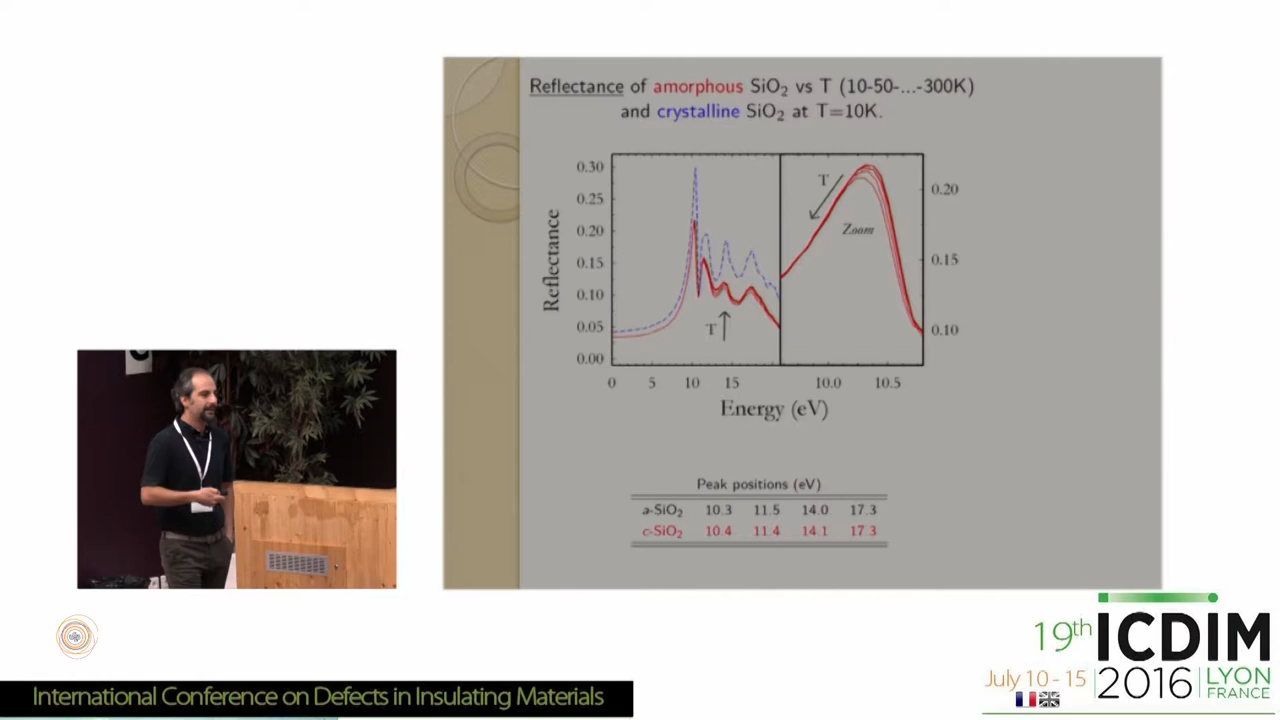 Reflectance of amorphous SiO₂ vs T (10-50-...-300K)
and crystalline SiO₂ at T=10K.
Reflectance
0.30
0.25
0.20
0.15
0.10
0.05
0.00
T
T
Zoom
0.20
0.15
0.10
0 5 10 15 10.0 10.5
Energy (eV)
Peak positions (eV)
a-SiO₂ 10.3 11.5 14.0 17.3
c-SiO₂ 10.4 11.4 14.1 17.3
19th ICDIM
July 10 - 15 2016 LYON
FRANCE
International Conference on Defects in Insulating Materials